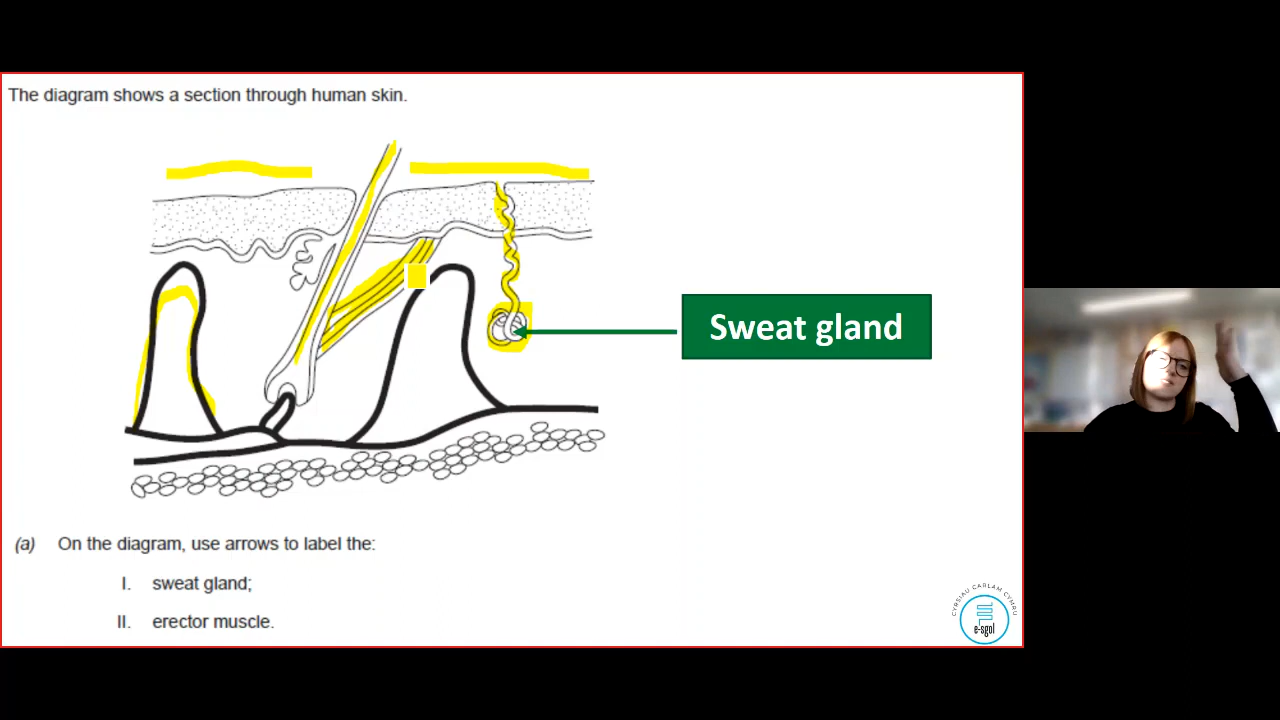 The diagram shows a section through human skin.
Sweat gland
(a) On the diagram, use arrows to label the:
I. sweat gland;
II. erector muscle.
CYRSIAU CARLAM CYMRU
e-sgol